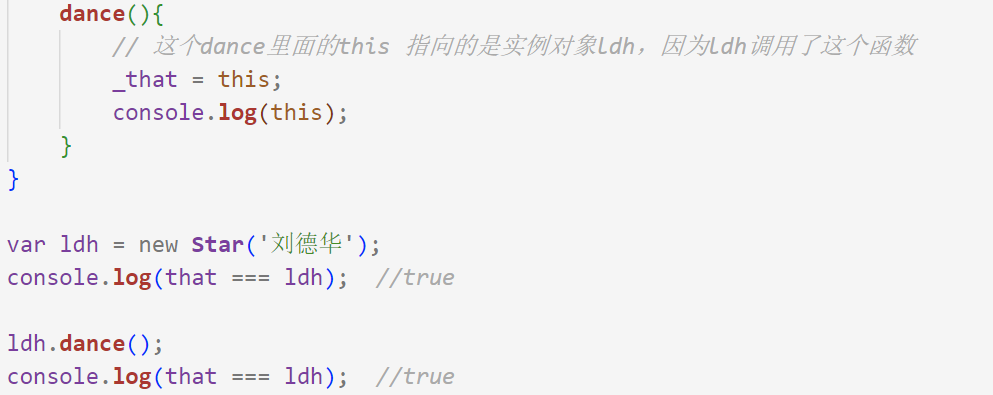 dance(){
// 这个dance里面的this 指向的是实例对象ldh，因为ldh调用了这个函数
_that = this;
console.log(this);
}
}
var ldh = new Star('刘德华');
console.log(that === ldh);  //true
ldh.dance();
console.log(that === ldh);  //true